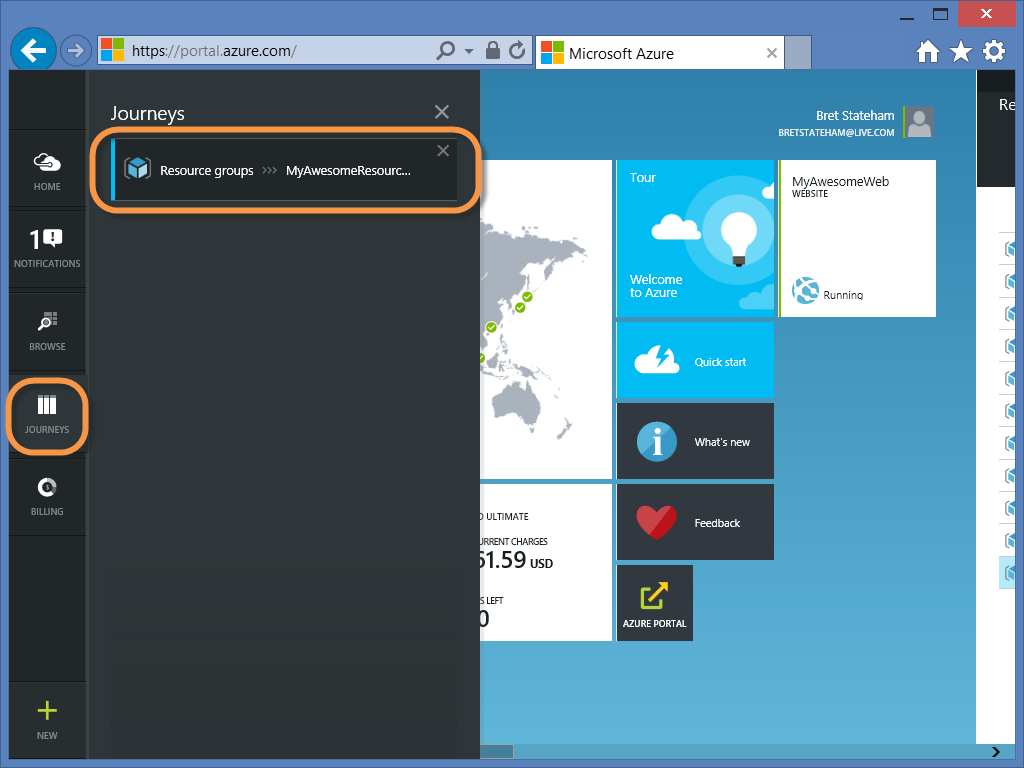 https://portal.azure.com/
Microsoft Azure
HOME
1
NOTIFICATIONS
BROWSE
JOURNEYS
BILLING
NEW
Journeys
Resource groups
MyAwesomeResourc...
Bret Stateham
BRETSTATEHAM@LIVE.COM
Re
Tour
Welcome
to Azure
MyAwesomeWeb
WEBSITE
Running
Quick start
What's new
Feedback
AZURE PORTAL
ULTIMATE
CHARGES
51.59 USD
LEFT
0